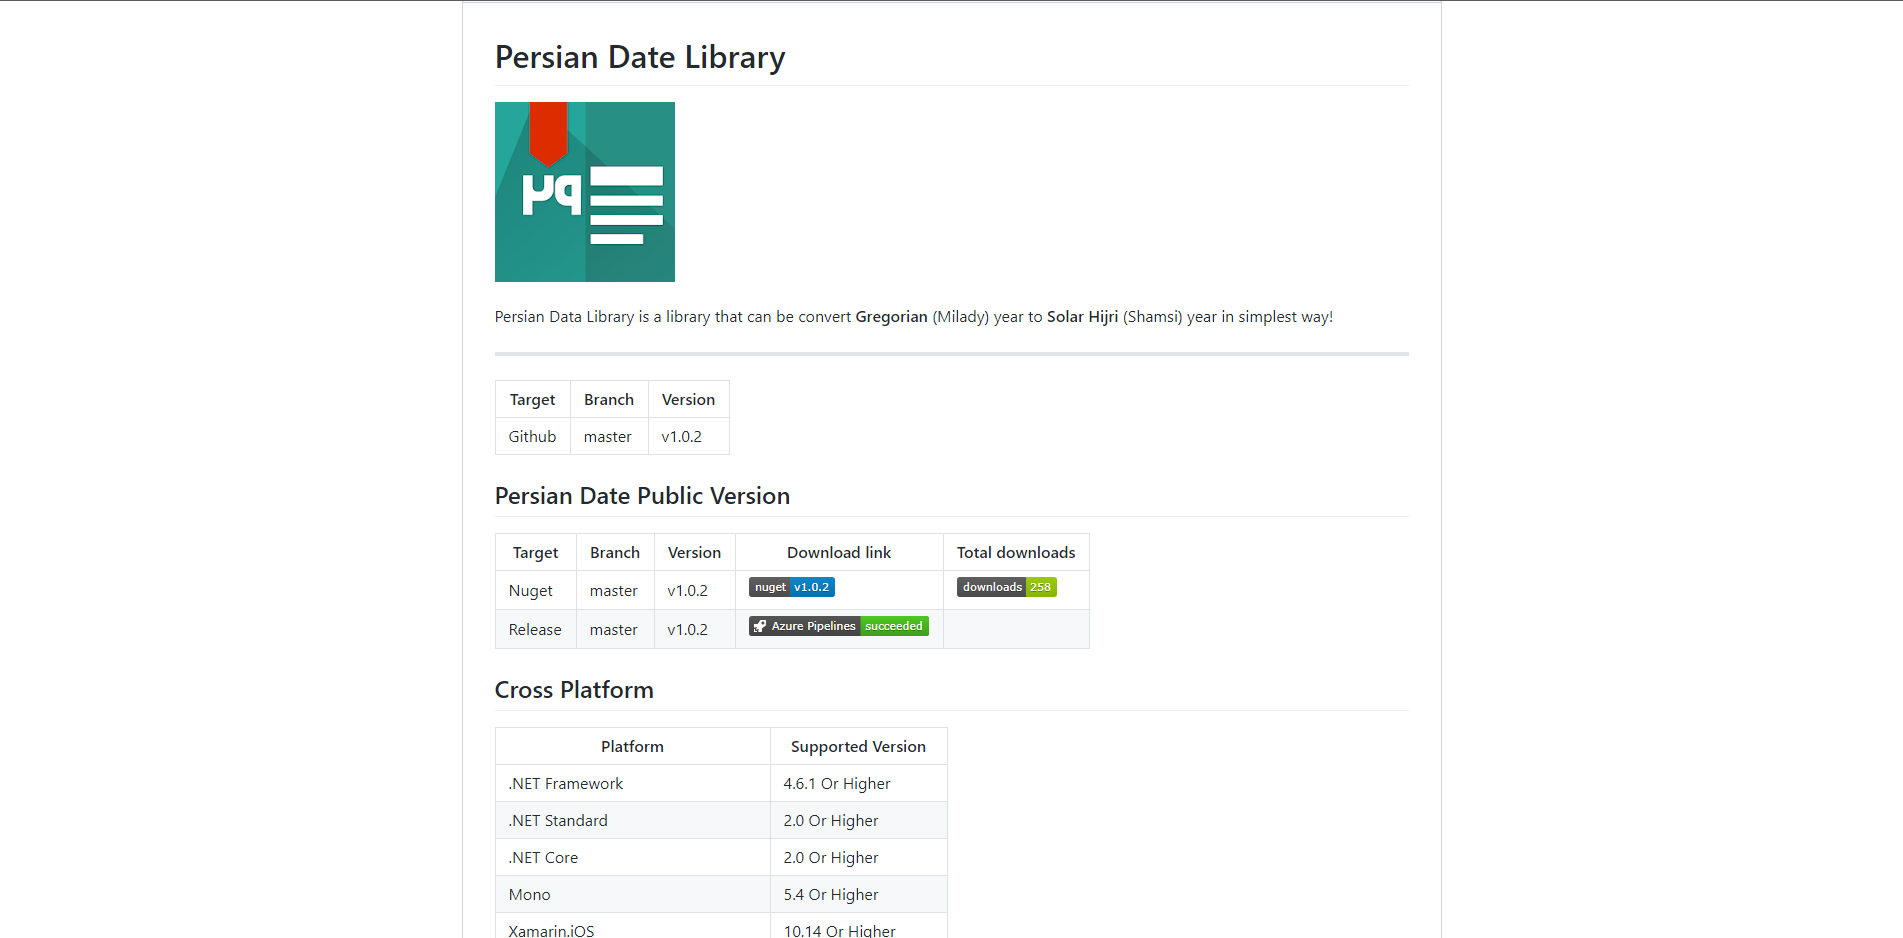 Persian Date Library
۲۹
Persian Data Library is a library that can be convert Gregorian (Milady) year to Solar Hijri (Shamsi) year in simplest way!
Target Branch Version
Github master v1.0.2
Persian Date Public Version
Target Branch Version Download link Total downloads
Nuget master v1.0.2 nuget v1.0.2 downloads 258
Release master v1.0.2 Azure Pipelines succeeded
Cross Platform
Platform Supported Version
.NET Framework 4.6.1 Or Higher
.NET Standard 2.0 Or Higher
.NET Core 2.0 Or Higher
Mono 5.4 Or Higher
Xamarin.iOS 10.14 Or Higher